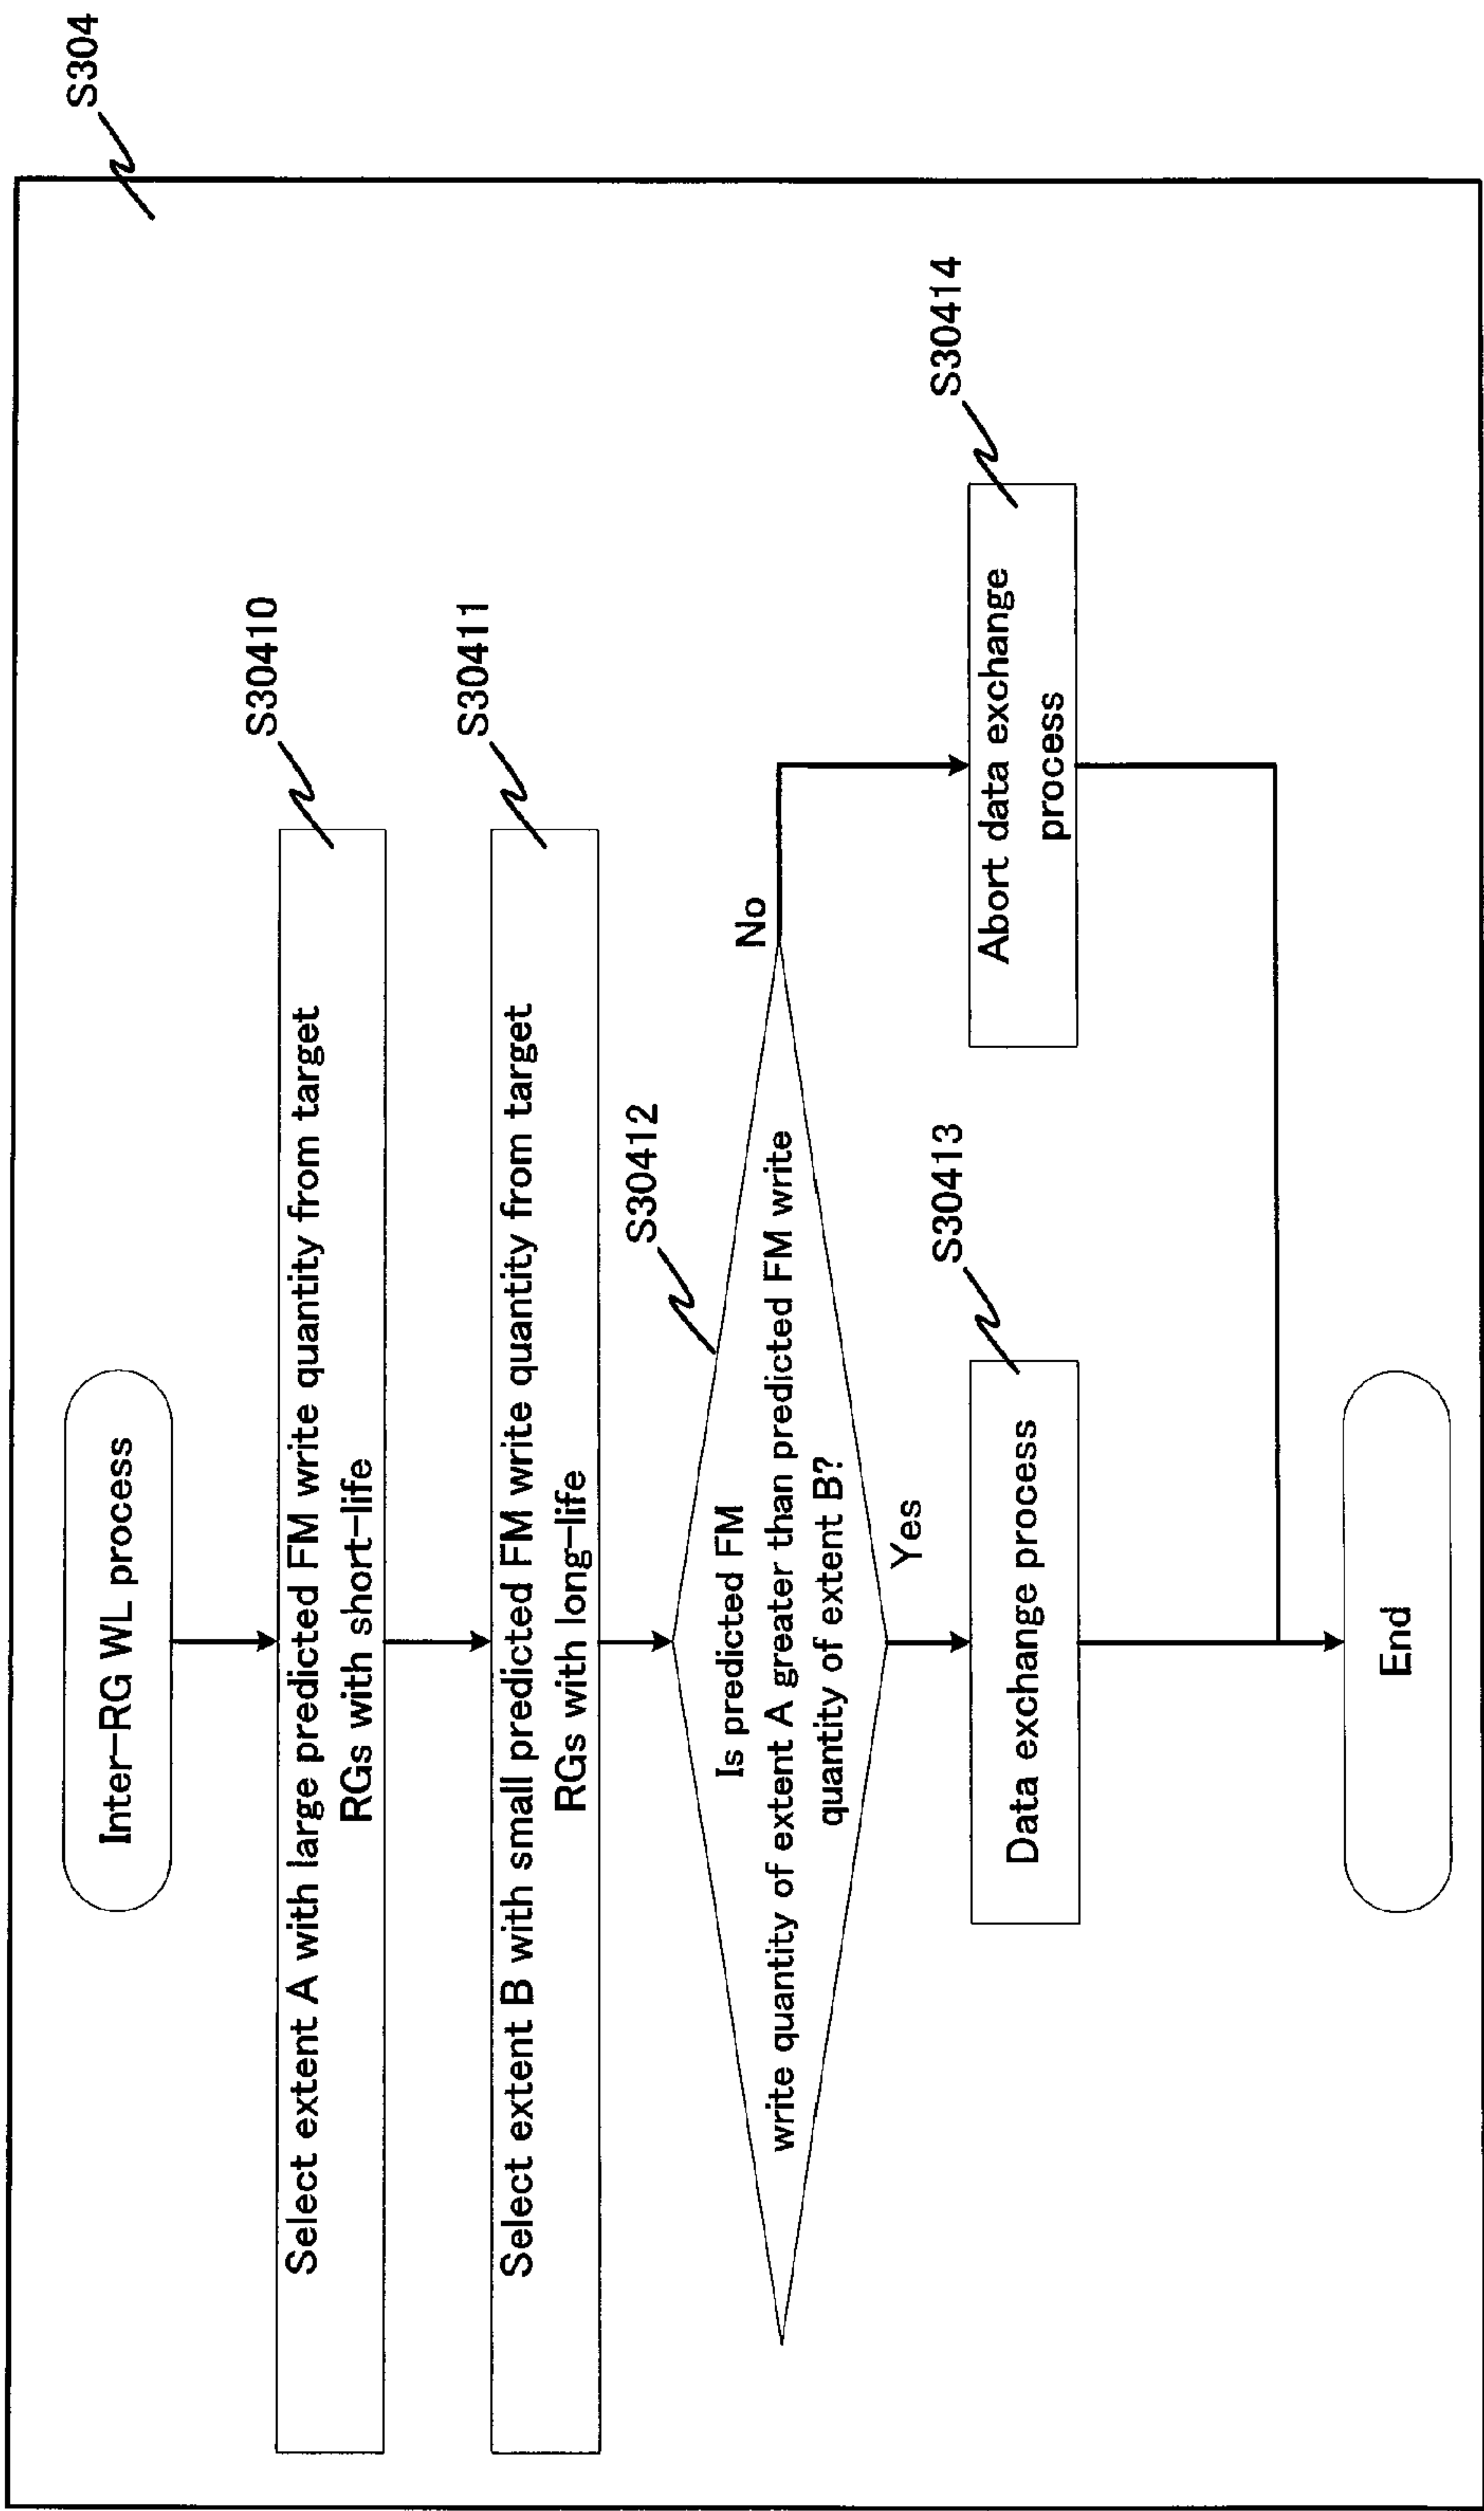 S304
Inter-RG WL process
S30410
Select extent A with large predicted FM write quantity from target
RGs with short-life
S30411
Select extent B with small predicted FM write quantity from target
RGs with long-life
S30412
Is predicted FM
write quantity of extent A greater than predicted FM write
quantity of extent B?
No
Yes
S30413
Data exchange process
S30414
Abort data exchange
process
End